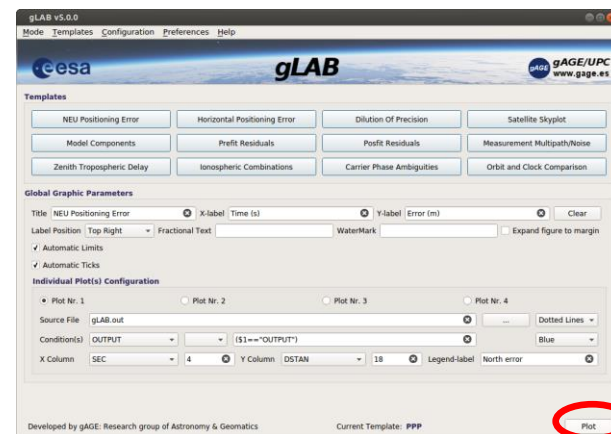 gLAB v5.0.0
Mode Templates Configuration Preferences Help
esa gLAB gAGE gAGE/UPC
www.gage.es
Templates
NEU Positioning Error Horizontal Positioning Error Dilution Of Precision Satellite Skyplot
Model Components Prefit Residuals Posfit Residuals Measurement Multipath/Noise
Zenith Tropospheric Delay Ionospheric Combinations Carrier Phase Ambiguities Orbit and Clock Comparison
Global Graphic Parameters
Title NEU Positioning Error X-label Time (s) Y-label Error (m) Clear
Label Position Top Right Fractional Text WaterMark Expand figure to margin
Automatic Limits
Automatic Ticks
Individual Plot(s) Configuration
Plot Nr. 1 Plot Nr. 2 Plot Nr. 3 Plot Nr. 4
Source File gLAB.out ... Dotted Lines
Condition(s) OUTPUT ($1=="OUTPUT") Blue
X Column SEC 4 Y Column DSTAN 18 Legend-label North error
Developed by gAGE: Research group of Astronomy & Geomatics Current Template: PPP Plot